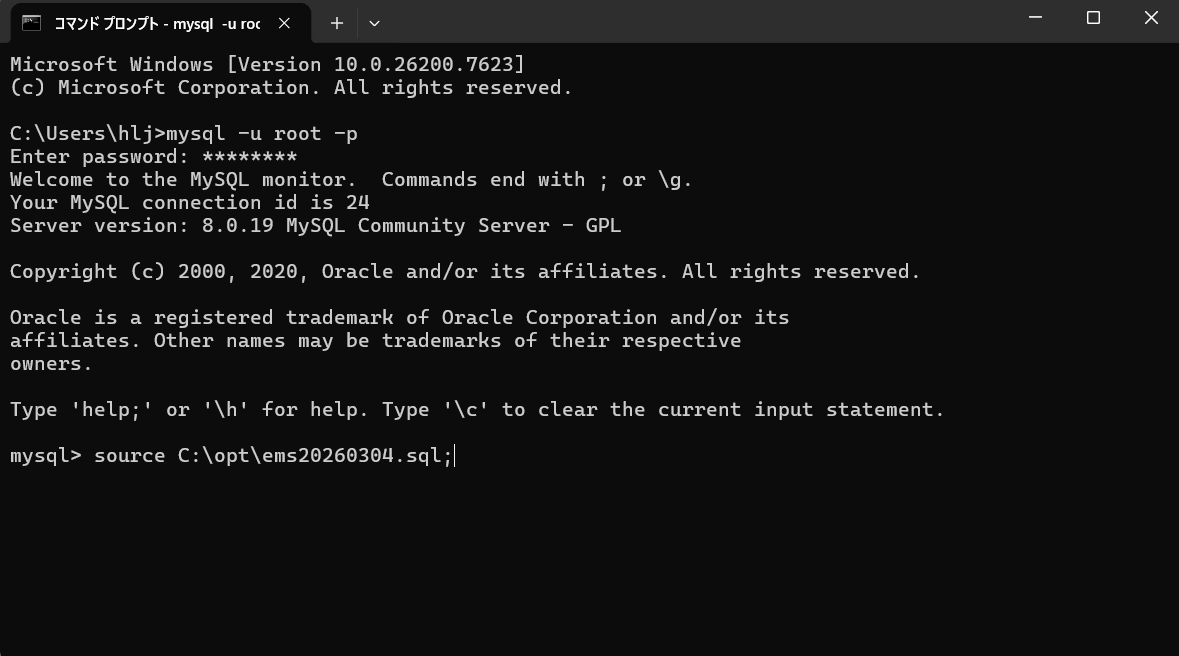 コマンド プロンプト - mysql -u roo
Microsoft Windows [Version 10.0.26200.7623]
(c) Microsoft Corporation. All rights reserved.
C:\Users\hlj>mysql -u root -p
Enter password: ********
Welcome to the MySQL monitor.  Commands end with ; or \g.
Your MySQL connection id is 24
Server version: 8.0.19 MySQL Community Server - GPL
Copyright (c) 2000, 2020, Oracle and/or its affiliates. All rights reserved.
Oracle is a registered trademark of Oracle Corporation and/or its
affiliates. Other names may be trademarks of their respective
owners.
Type 'help;' or '\h' for help. Type '\c' to clear the current input statement.
mysql> source C:\opt\ems20260304.sql;